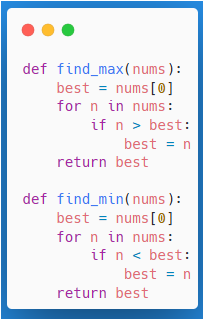 def find_max(nums):
    best = nums[0]
    for n in nums:
        if n > best:
            best = n
    return best

def find_min(nums):
    best = nums[0]
    for n in nums:
        if n < best:
            best = n
    return best